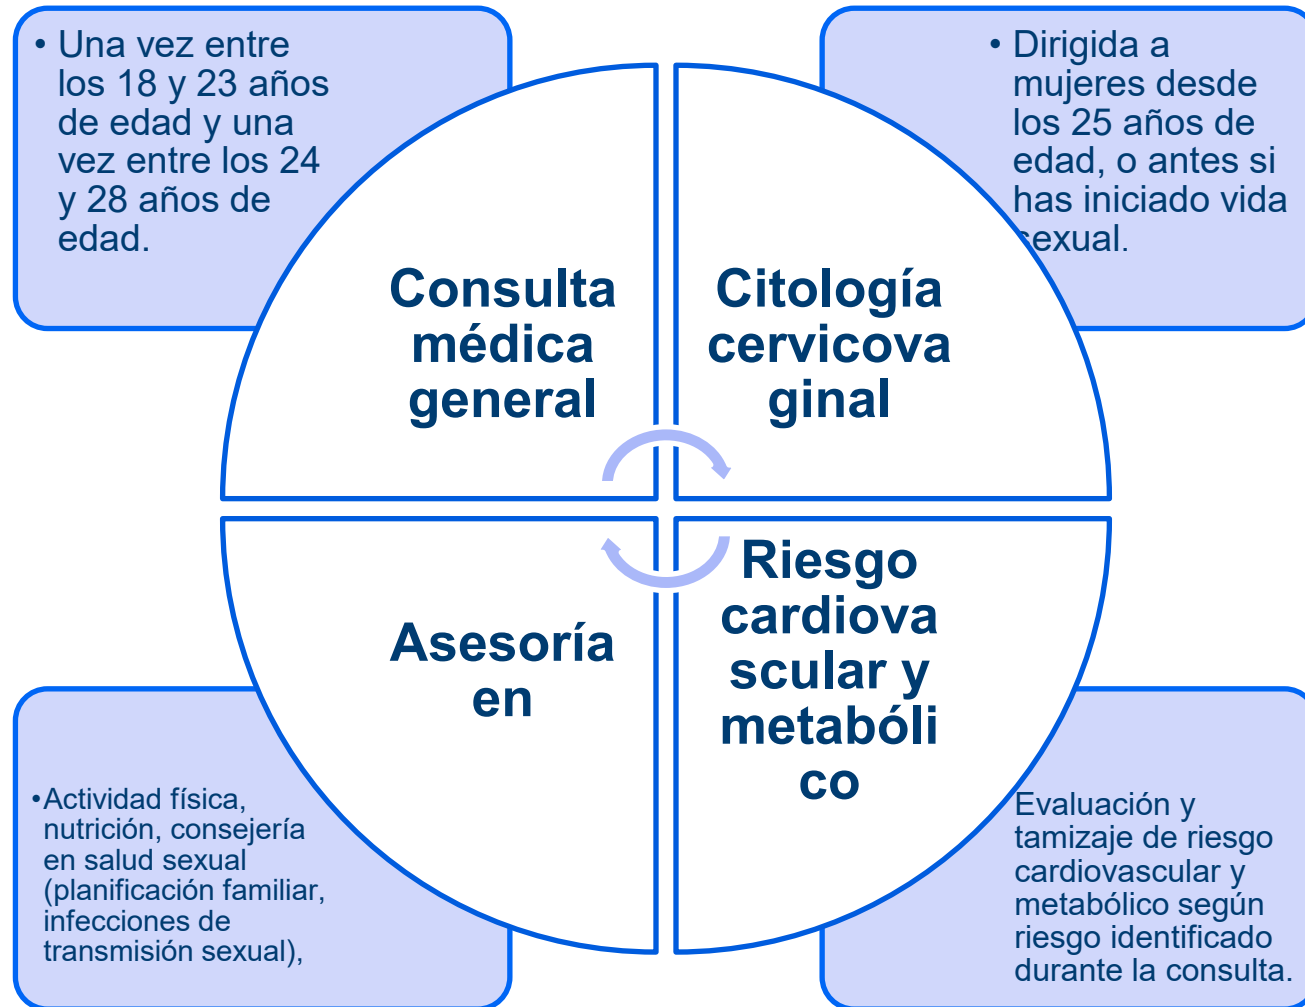 • Una vez entre
los 18 y 23 años
de edad y una
vez entre los 24
y 28 años de
edad.
• Dirigida a
mujeres desde
los 25 años de
edad, o antes si
has iniciado vida
sexual.
Consulta
médica
general
Citología
cervicova
ginal
Asesoría
en
Riesgo
cardiova
scular y
metabóli
co
•Actividad física,
nutrición, consejería
en salud sexual
(planificación familiar,
infecciones de
transmisión sexual),
Evaluación y
tamizaje de riesgo
cardiovascular y
metabólico según
riesgo identificado
durante la consulta.